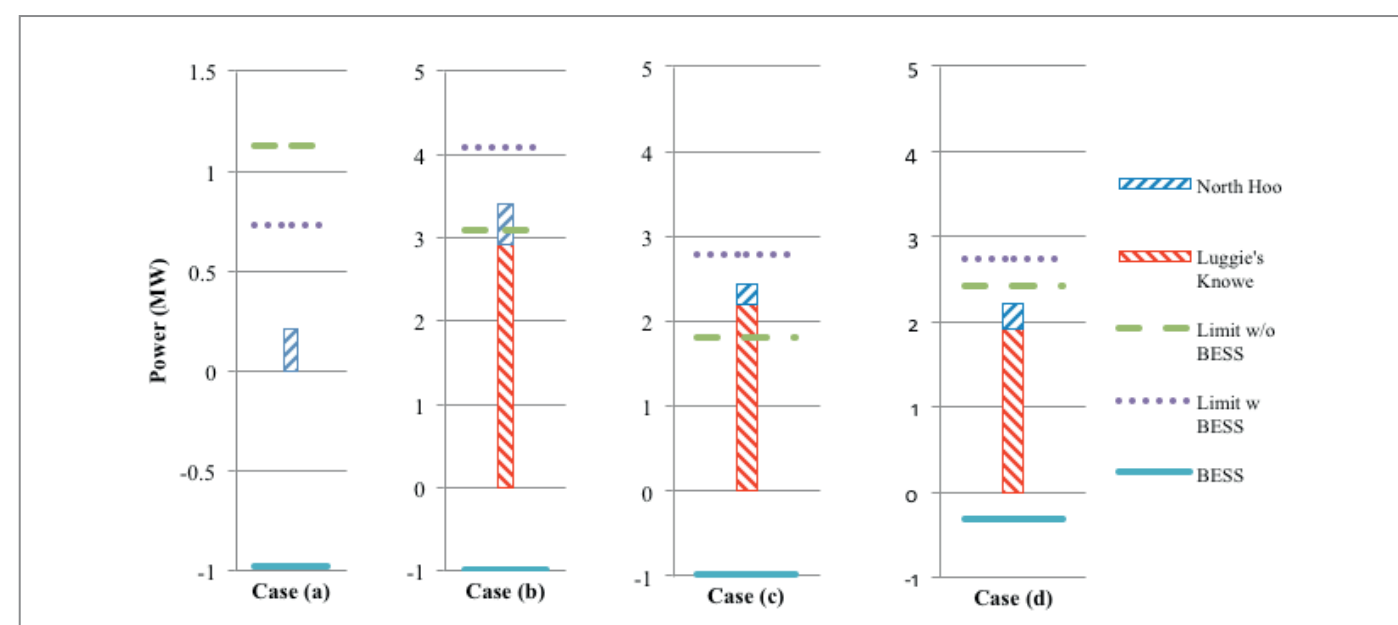 Power (MW)
1.5
1
0.5
0
-0.5
-1
Case (a)
5
4
3
2
1
0
-1
Case (b)
5
4
3
2
1
0
-1
Case (c)
5
4
3
2
1
0
-1
Case (d)
North Hoo
Luggie's
Knowe
Limit w/o
BESS
Limit w
BESS
BESS